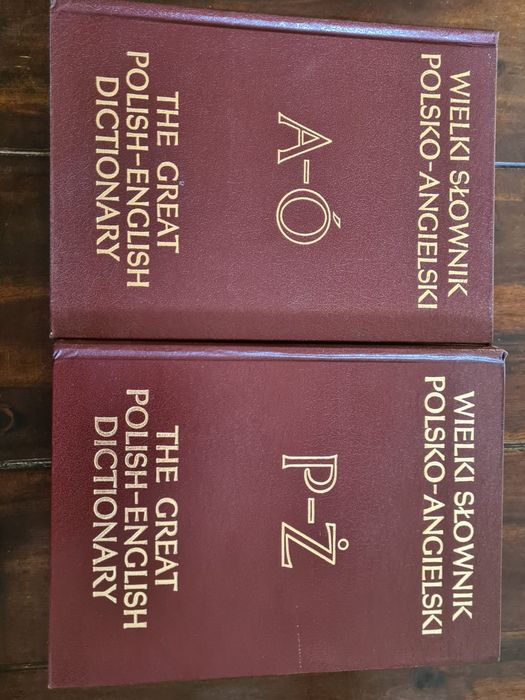 WIELKI SŁOWNIK
POLSKO-ANGIELSKI
A-Ó
THE GREAT
POLISH-ENGLISH
DICTIONARY
WIELKI SŁOWNIK
POLSKO-ANGIELSKI
P-Ż
THE GREAT
POLISH-ENGLISH
DICTIONARY